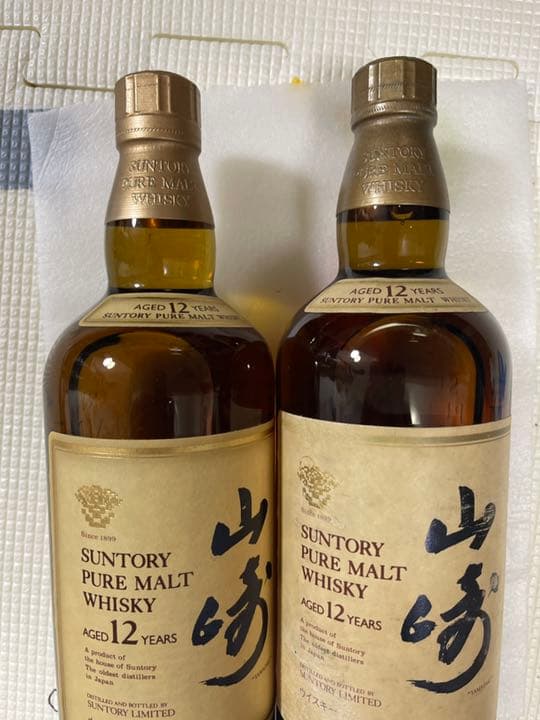 SUNTORY
PURE MALT
WHISKY
AGED 12 YEARS
SUNTORY PURE MALT WHISKY
Since 1899
SUNTORY
PURE MALT
WHISKY
AGED 12 YEARS
A product of
the house of Suntory
The oldest distillers
in Japan
DISTILLED AND BOTTLED BY
SUNTORY LIMITED
山崎
SUNTORY
PURE MALT
WHISKY
AGED 12 YEARS
SUNTORY PURE MALT WHISKY
Since 1899
SUNTORY
PURE MALT
WHISKY
AGED 12 YEARS
A product of
the house of Suntory
The oldest distillers
in Japan
DISTILLED AND BOTTLED BY
SUNTORY LIMITED
ウイスキー
山崎